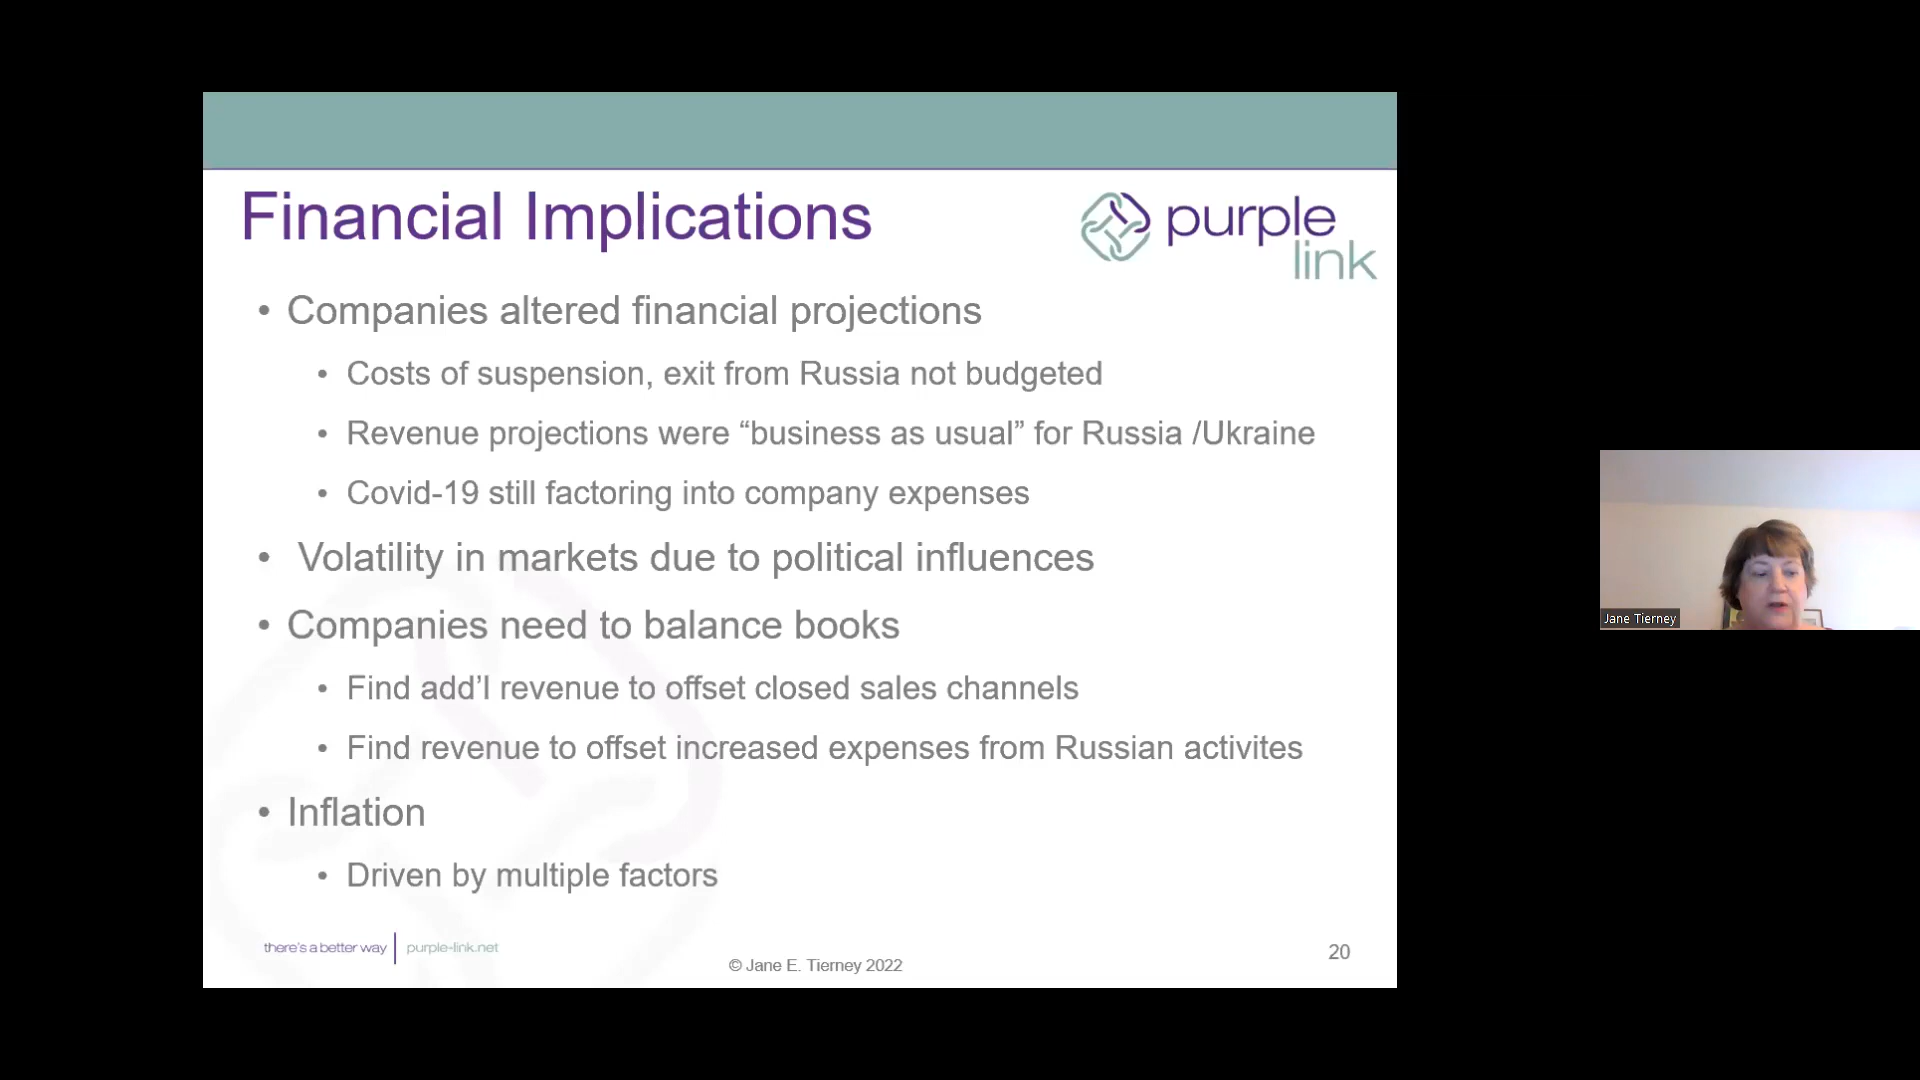 Financial Implications
purple
link
• Companies altered financial projections
• Costs of suspension, exit from Russia not budgeted
• Revenue projections were “business as usual” for Russia /Ukraine
• Covid-19 still factoring into company expenses
• Volatility in markets due to political influences
• Companies need to balance books
• Find add’l revenue to offset closed sales channels
• Find revenue to offset increased expenses from Russian activites
• Inflation
• Driven by multiple factors
there's a better way | purple-link.net
© Jane E. Tierney 2022
20
Jane Tierney